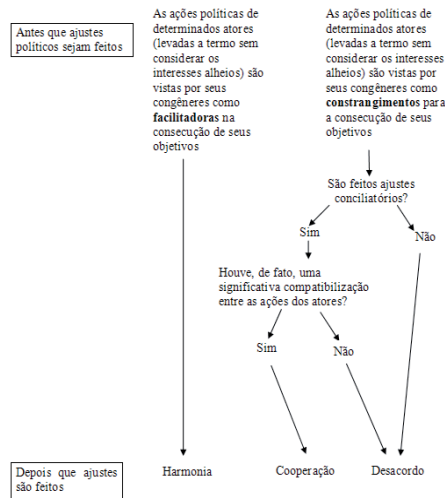 Antes que ajustes
políticos sejam feitos
As ações políticas de
determinados atores
(levadas a termo sem
considerar os
interesses alheios) são
vistas por seus
congêneres como
facilitadoras na
consecução de seus
objetivos
As ações políticas de
determinados atores
(levadas a termo sem
considerar os interesses
alheios) são vistas por
seus congêneres como
constrangimentos para
a consecução de seus
objetivos
São feitos ajustes
conciliatórios?
Sim
Não
Houve, de fato, uma
significativa compatibilização
entre as ações dos atores?
Sim
Não
Depois que ajustes
são feitos
Harmonia
Cooperação
Desacordo